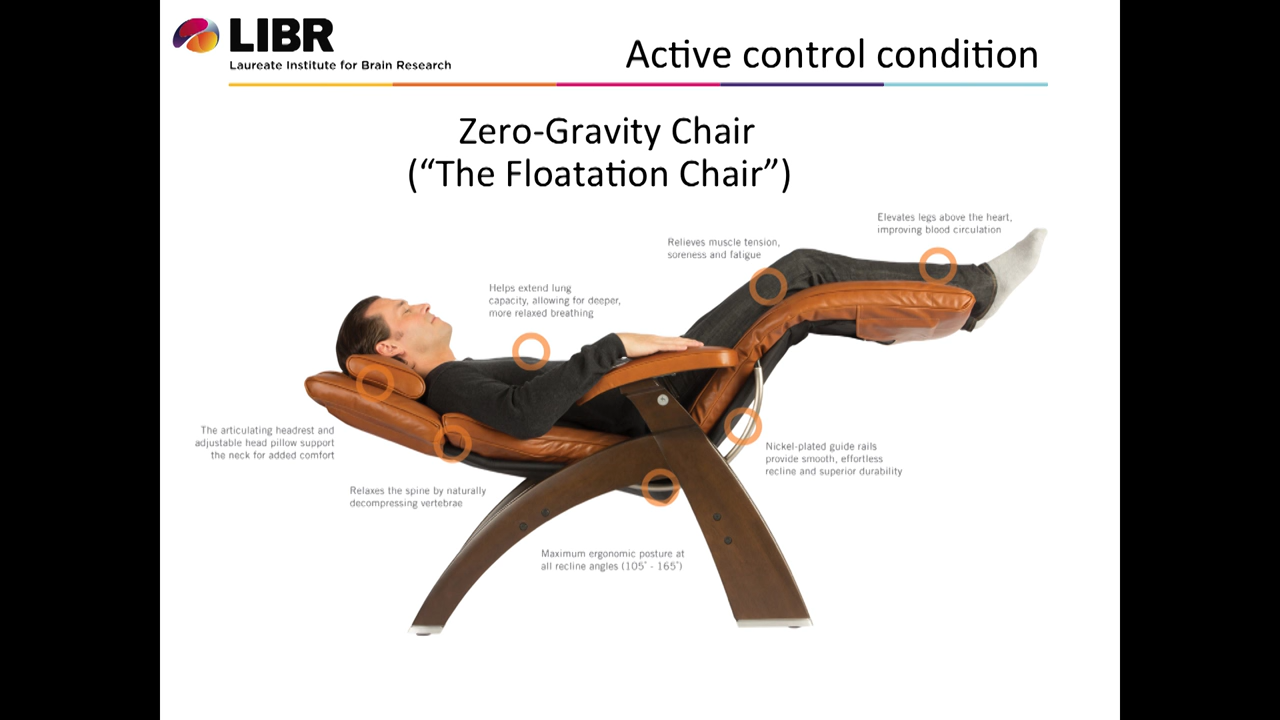 LIBR
Laureate Institute for Brain Research
Active control condition
Zero-Gravity Chair
(“The Floatation Chair”)
Elevates legs above the heart,
improving blood circulation
Relieves muscle tension,
soreness and fatigue
Helps extend lung
capacity, allowing for deeper,
more relaxed breathing
The articulating headrest and
adjustable head pillow support
the neck for added comfort
Nickel-plated guide rails
provide smooth, effortless
recline and superior durability
Relaxes the spine by naturally
decompressing vertebrae
Maximum ergonomic posture at
all recline angles (105° - 165°)